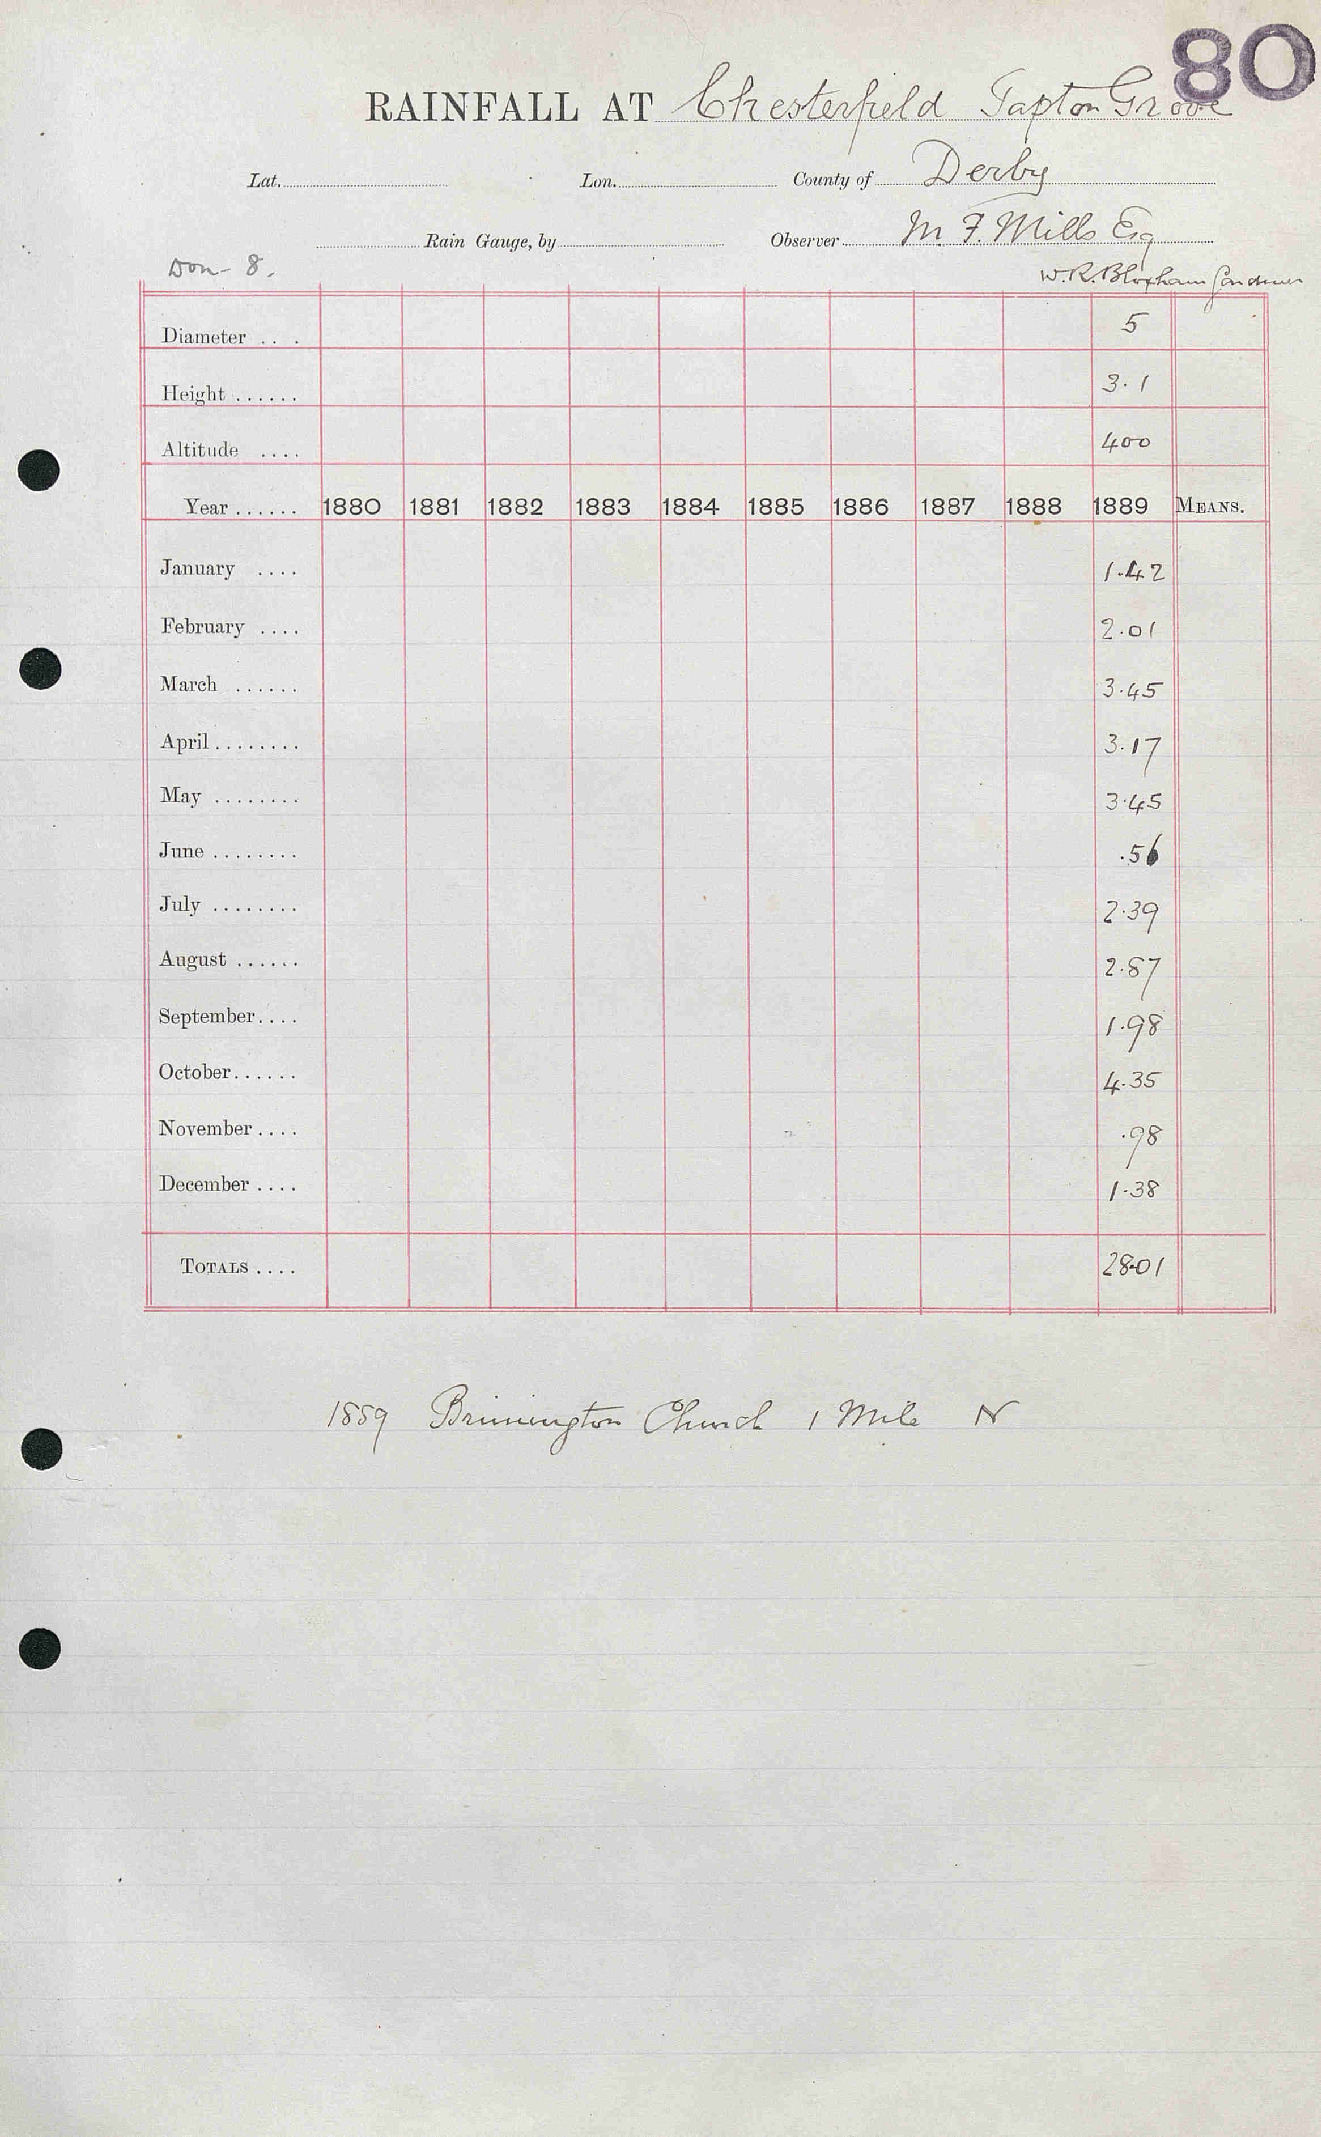 80
RAINFALL AT Chesterfield Tapton Grove
Lat. Lon. County of Derby
Rain Gauge, by Observer M. F. Mills Esq
Don- 8. W. R. Bloxham Gardener
Diameter . . . 5
Height . . . . . . 3.1
Altitude . . . . 400
Year . . . . . . 1880 1881 1882 1883 1884 1885 1886 1887 1888 1889 MEANS.
January . . . . 1.42
February . . . . 2.01
March . . . . . . 3.45
April . . . . . . . . 3.17
May . . . . . . . . 3.45
June . . . . . . . . .56
July . . . . . . . . 2.39
August . . . . . . 2.87
September . . . . 1.98
October . . . . . . 4.35
November . . . . .98
December . . . . 1.38
TOTALS . . . . 28.01
1889 Brimington Church 1 Mile N